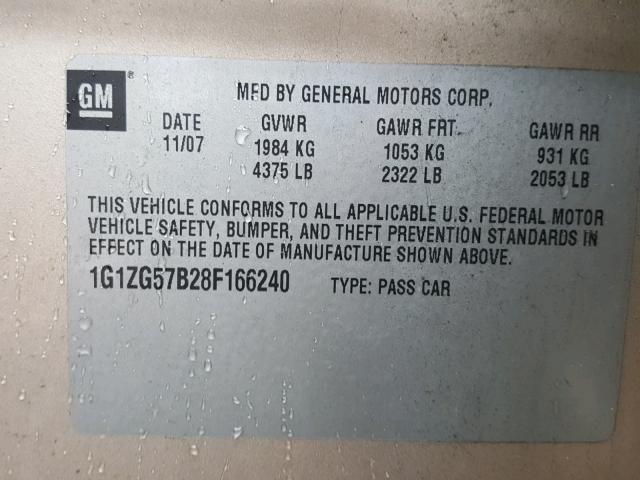 GM ®
MFD BY GENERAL MOTORS CORP.
DATE GVWR GAWR FRT GAWR RR
11/07 1984 KG 1053 KG 931 KG
4375 LB 2322 LB 2053 LB
THIS VEHICLE CONFORMS TO ALL APPLICABLE U.S. FEDERAL MOTOR
VEHICLE SAFETY, BUMPER, AND THEFT PREVENTION STANDARDS IN
EFFECT ON THE DATE OF MANUFACTURE SHOWN ABOVE.
1G1ZG57B28F166240 TYPE: PASS CAR